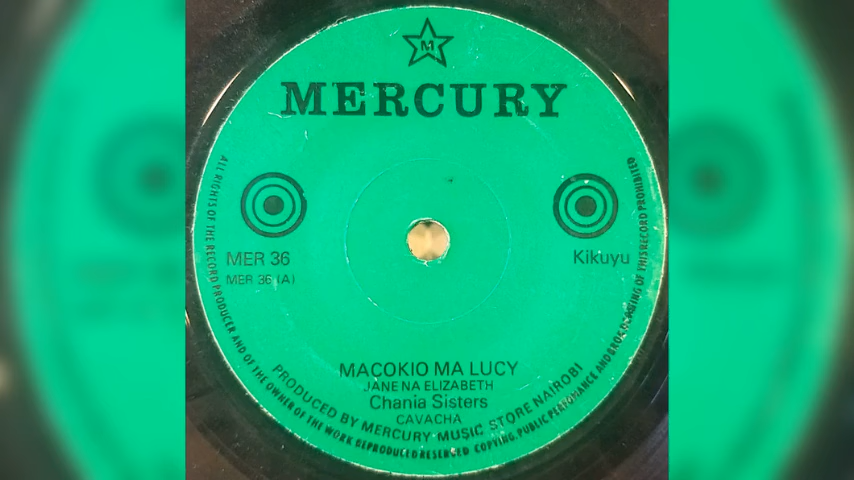 M
MERCURY
MER 36
MER 36 (A)
Kikuyu
MACOKIO MA LUCY
JANE NA ELIZABETH
Chania Sisters
CAVACHA
PRODUCED BY MERCURY MUSIC STORE NAIROBI
ALL RIGHTS OF THE RECORD PRODUCER AND OF THE OWNER OF THE WORK REPRODUCED RESERVED COPYING, PUBLIC PERFOMANCE AND BROADCASTING OF THIS RECORD PROHIBITED